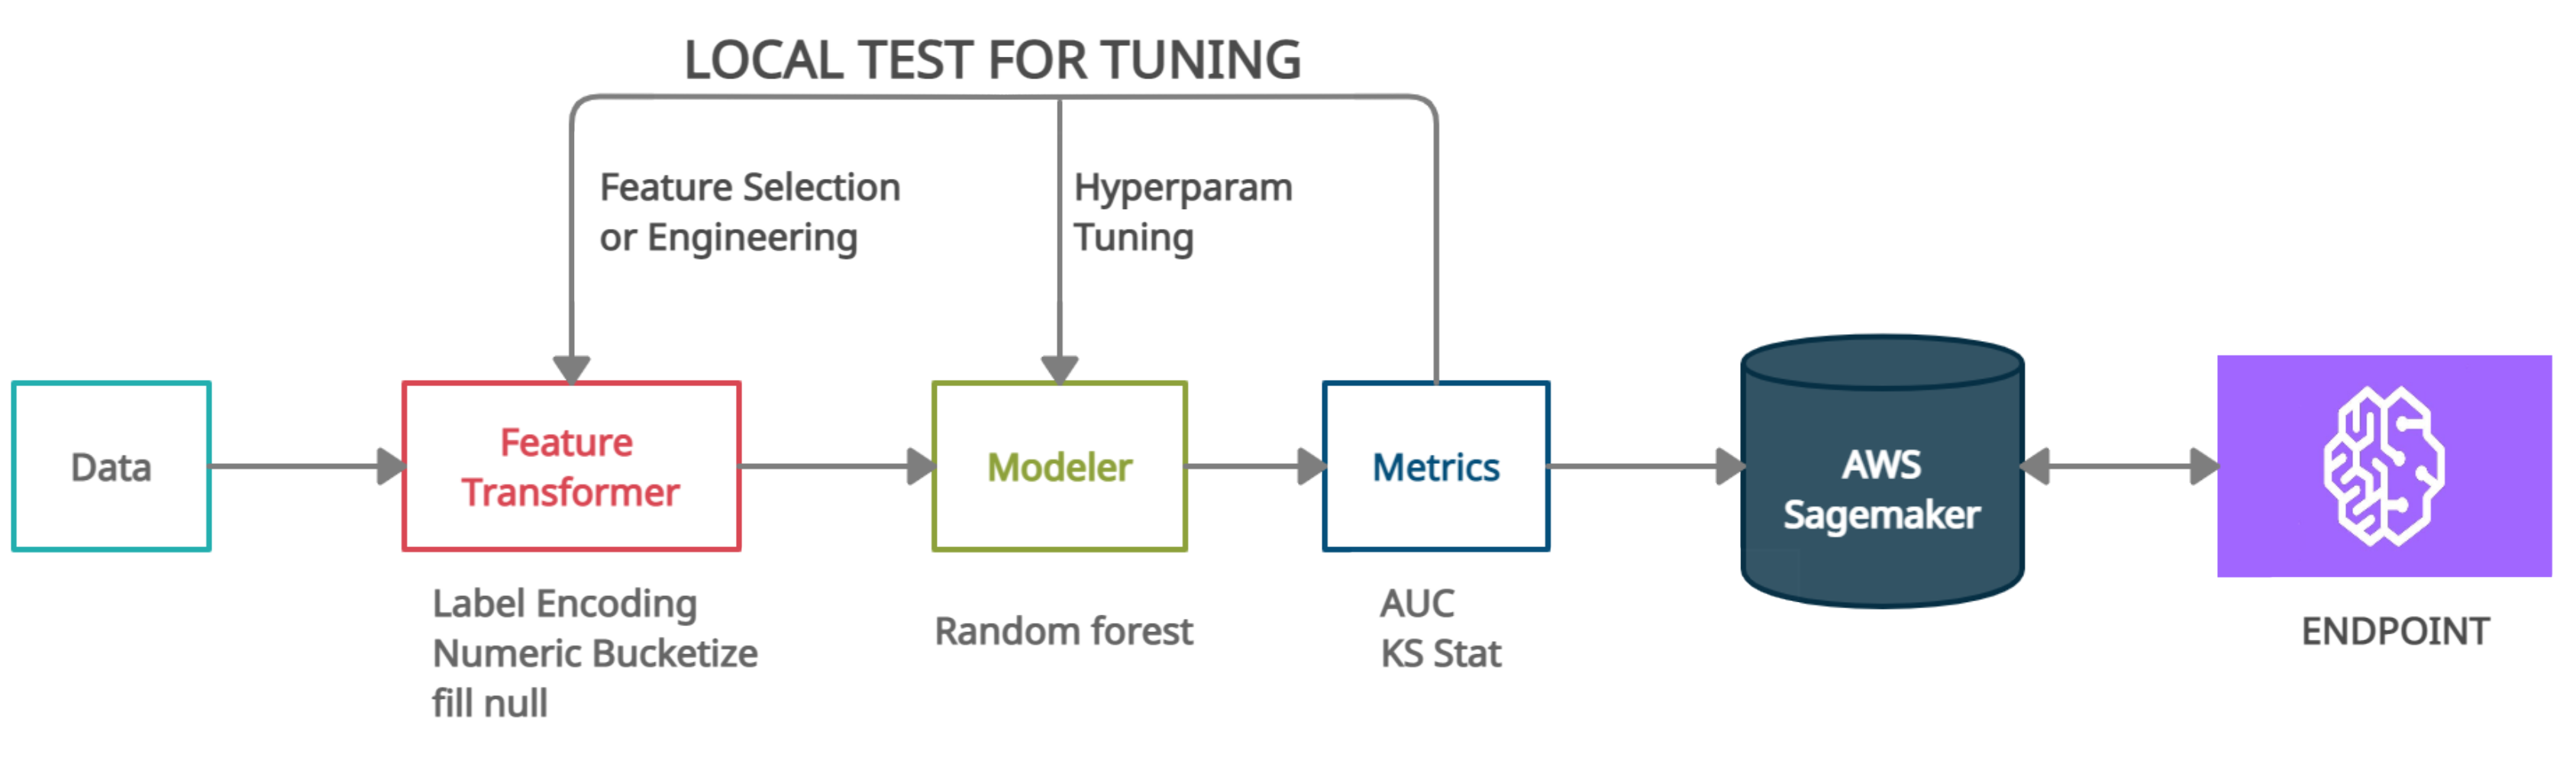 LOCAL TEST FOR TUNING
Feature Selection
or Engineering
Hyperparam
Tuning
Data
Feature
Transformer
Modeler
Metrics
AWS
Sagemaker
Label Encoding
Numeric Bucketize
fill null
Random forest
AUC
KS Stat
ENDPOINT